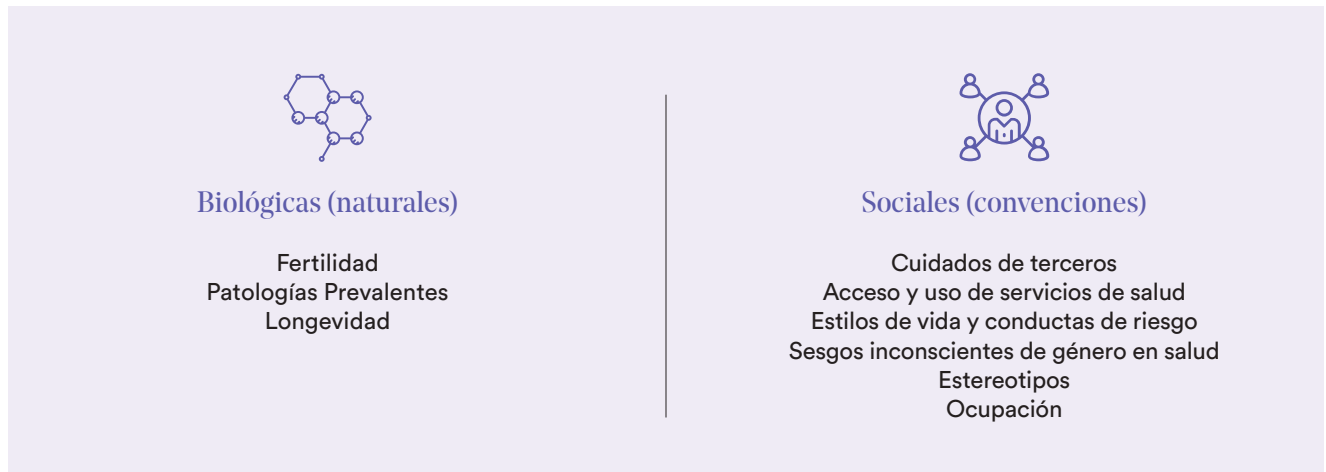 Biológicas (naturales)
Fertilidad
Patologías Prevalentes
Longevidad
Sociales (convenciones)
Cuidados de terceros
Acceso y uso de servicios de salud
Estilos de vida y conductas de riesgo
Sesgos inconscientes de género en salud
Estereotipos
Ocupación